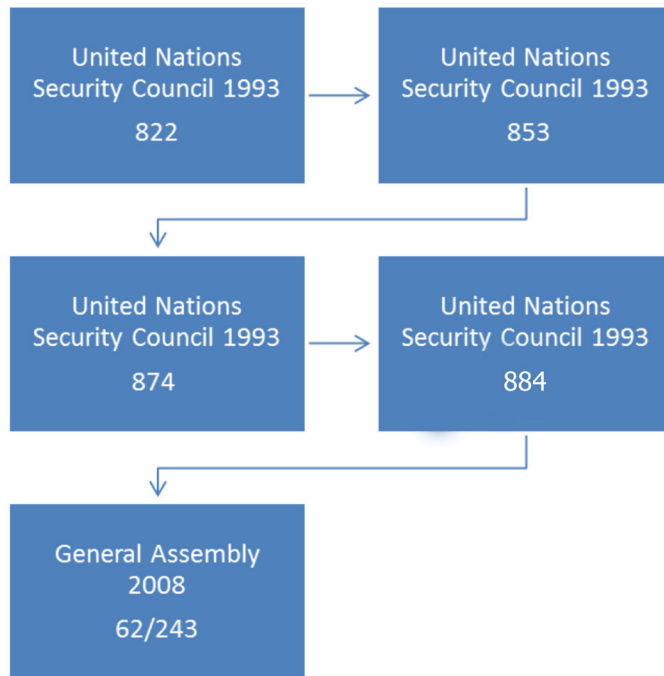 United Nations
Security Council 1993
822
United Nations
Security Council 1993
853
United Nations
Security Council 1993
874
United Nations
Security Council 1993
884
General Assembly
2008
62/243